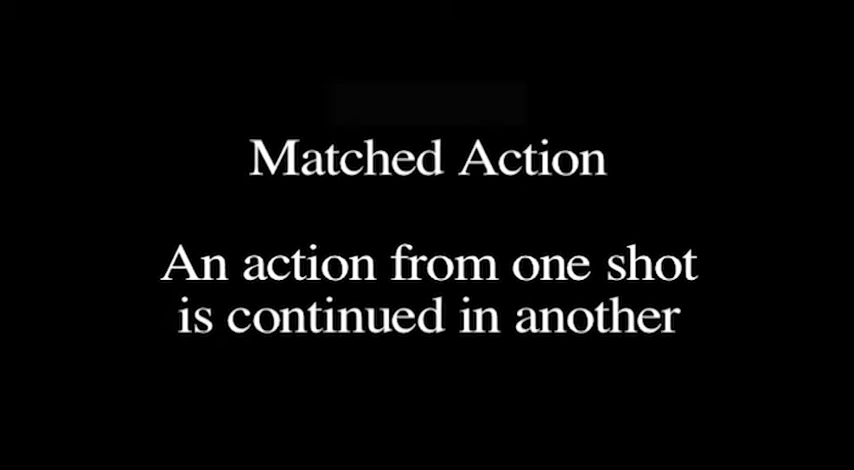 Matched Action
An action from one shot
is continued in another